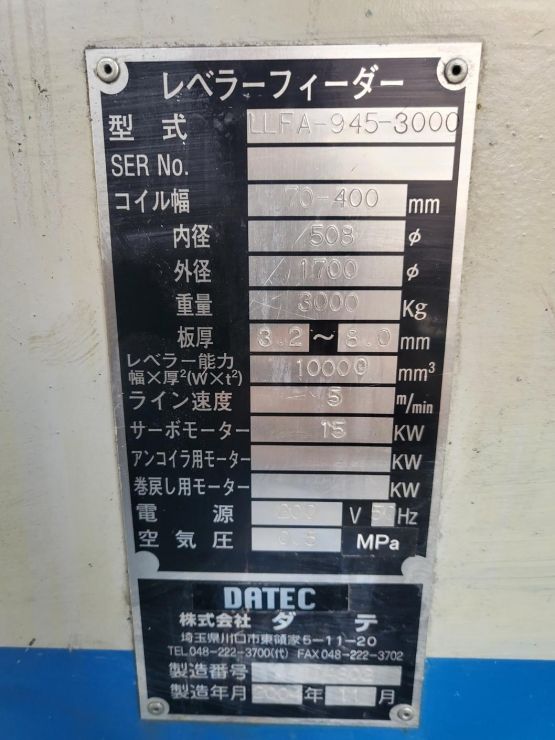 レベラーフィーダー
型式 LLFA-945-3000
SER No.
コイル幅 70-400 mm
内径 508 φ
外径 1700 φ
重量 3000 Kg
板厚 3.2～8.0 mm
レベラー能力
幅×厚²(W×t²) 10000 mm³
ライン速度 5 m/min
サーボモーター 15 KW
アンコイラ用モーター KW
巻戻し用モーター KW
電源 200 V 50 Hz
空気圧 0.5 MPa
DATEC
株式会社 ダテ
埼玉県川口市東領家5-11-20
TEL.048-222-3700(代) FAX048-222-3702
製造番号
製造年月 年 11 月